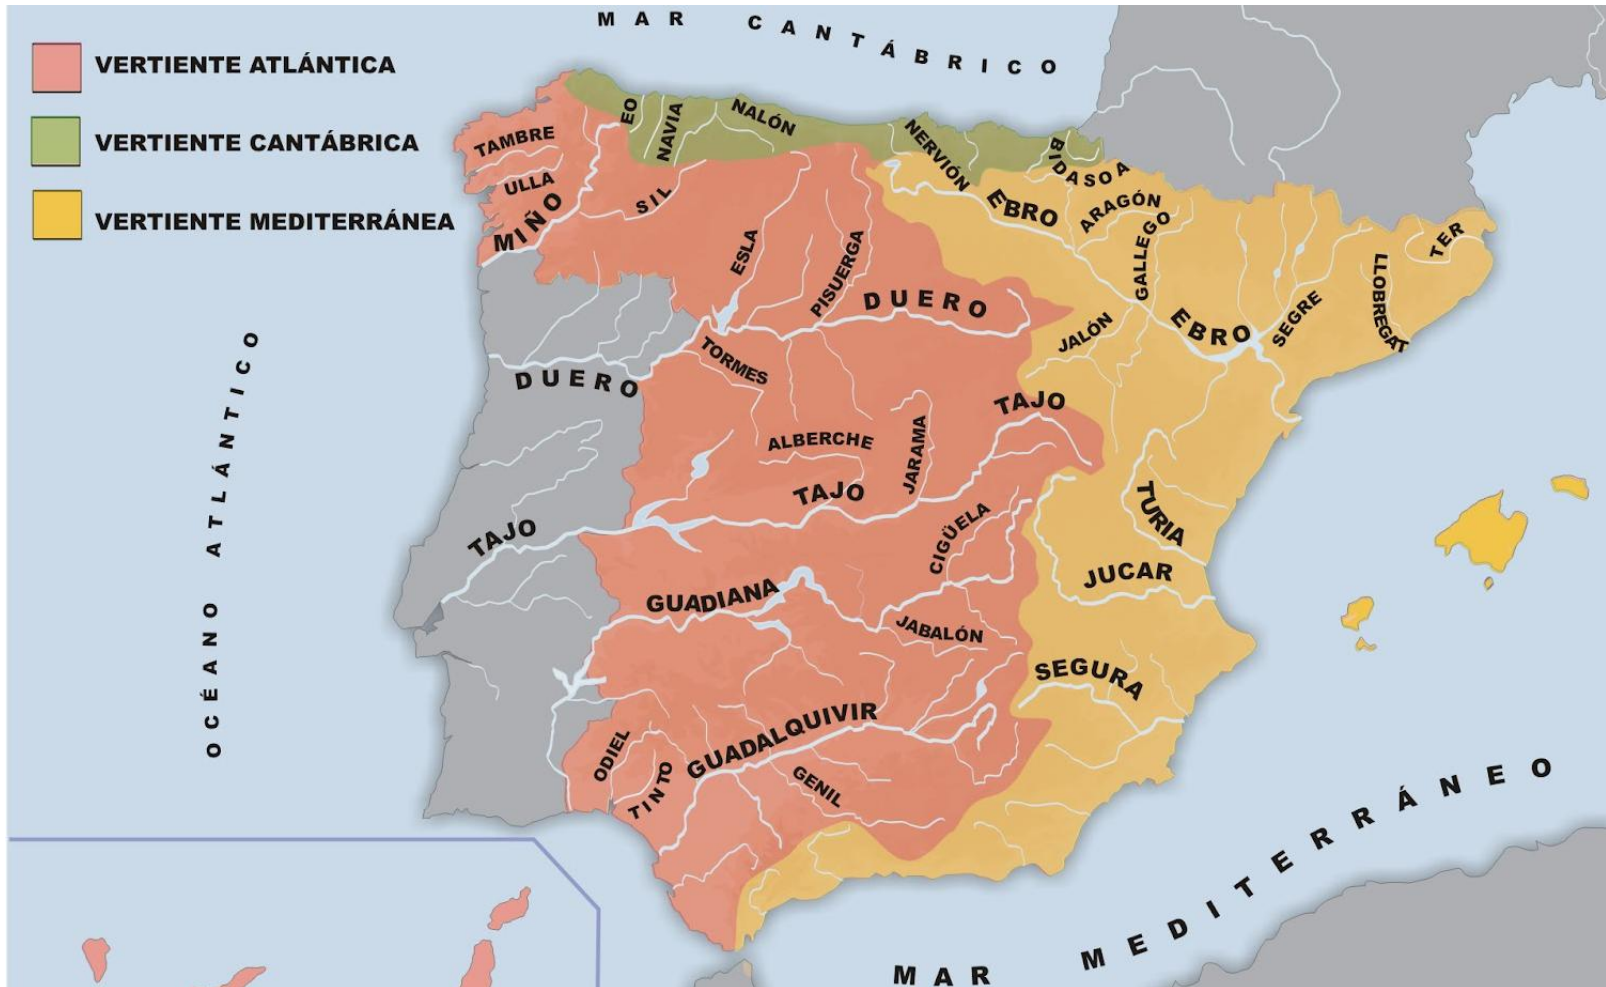 MAR CANTÁBRICO
VERTIENTE ATLÁNTICA
VERTIENTE CANTÁBRICA
VERTIENTE MEDITERRÁNEA
EO
NAVIA
NALÓN
NERVIÓN
BIDASOA
TAMBRE
ULLA
MIÑO
SIL
ESLA
PISUERGA
DUERO
EBRO
ARAGÓN
GALLEGO
TER
LLOBREGAT
SEGRE
EBRO
JALÓN
TORMES
DUERO
TAJO
ALBERCHE
JARAMA
TAJO
TAJO
CIGÜELA
TURIA
JUCAR
GUADIANA
JABALÓN
SEGURA
GUADALQUIVIR
ODIEL
TINTO
GENIL
OCÉANO ATLÁNTICO
MAR MEDITERRÁNEO